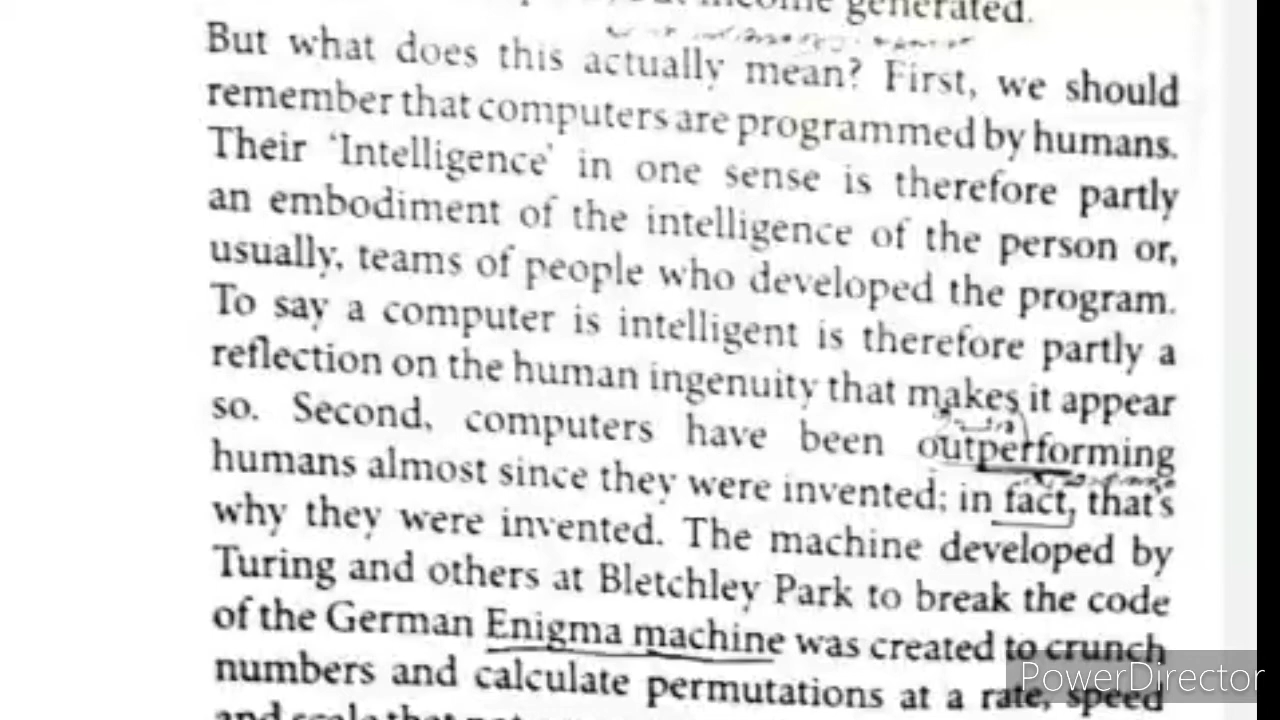 generated.
But what does this actually mean? First, we should
remember that computers are programmed by humans.
Their ‘Intelligence’ in one sense is therefore partly
an embodiment of the intelligence of the person or,
usually, teams of people who developed the program.
To say a computer is intelligent is therefore partly a
reflection on the human ingenuity that makes it appear
so. Second, computers have been outperforming
humans almost since they were invented; in fact, that's
why they were invented. The machine developed by
Turing and others at Bletchley Park to break the code
of the German Enigma machine was created to crunch
numbers and calculate permutations at a rate, speed
PowerDirector